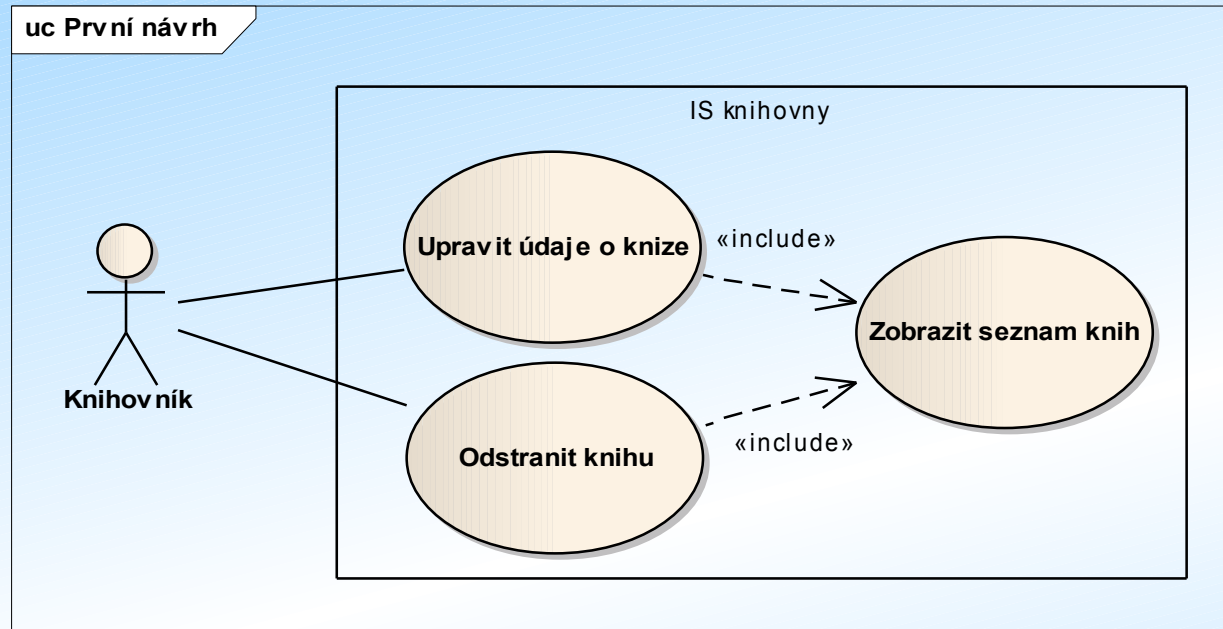 uc První návrh
IS knihovny
Upravit údaje o knize
«include»
Zobrazit seznam knih
Knihovník
Odstranit knihu
«include»